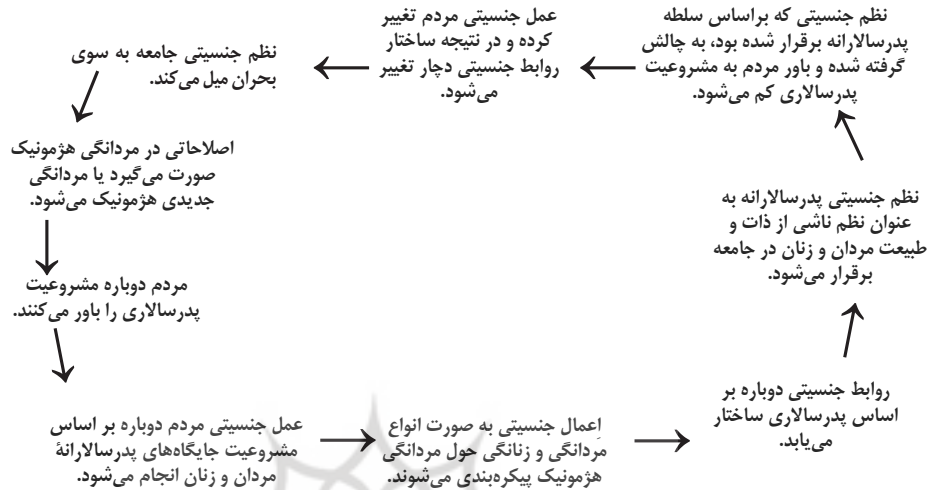 نظم جنسیتی که براساس سلطه
پدرسالارانه برقرار شده بود، به چالش
گرفته شده و باور مردم به مشروعیت
پدرسالاری کم می‌شود.
عمل جنسیتی مردم تغییر
کرده و در نتیجه ساختار
روابط جنسیتی دچار تغییر
می‌شود.
نظم جنسیتی جامعه به سوی
بحران میل می‌کند.
اصلاحاتی در مردانگی هژمونیک
صورت می‌گیرد یا مردانگی
جدیدی هژمونیک می‌شود.
مردم دوباره مشروعیت
پدرسالاری را باور می‌کنند.
عمل جنسیتی مردم دوباره بر اساس
مشروعیت جایگاه‌های پدرسالارانهٔ
مردان و زنان انجام می‌شود.
اِعمال جنسیتی به صورت انواع
مردانگی و زنانگی حول مردانگی
هژمونیک پیکره‌بندی می‌شوند.
روابط جنسیتی دوباره بر
اساس پدرسالاری ساختار
می‌یابد.
نظم جنسیتی پدرسالارانه به
عنوان نظم ناشی از ذات و
طبیعت مردان و زنان در جامعه
برقرار می‌شود.